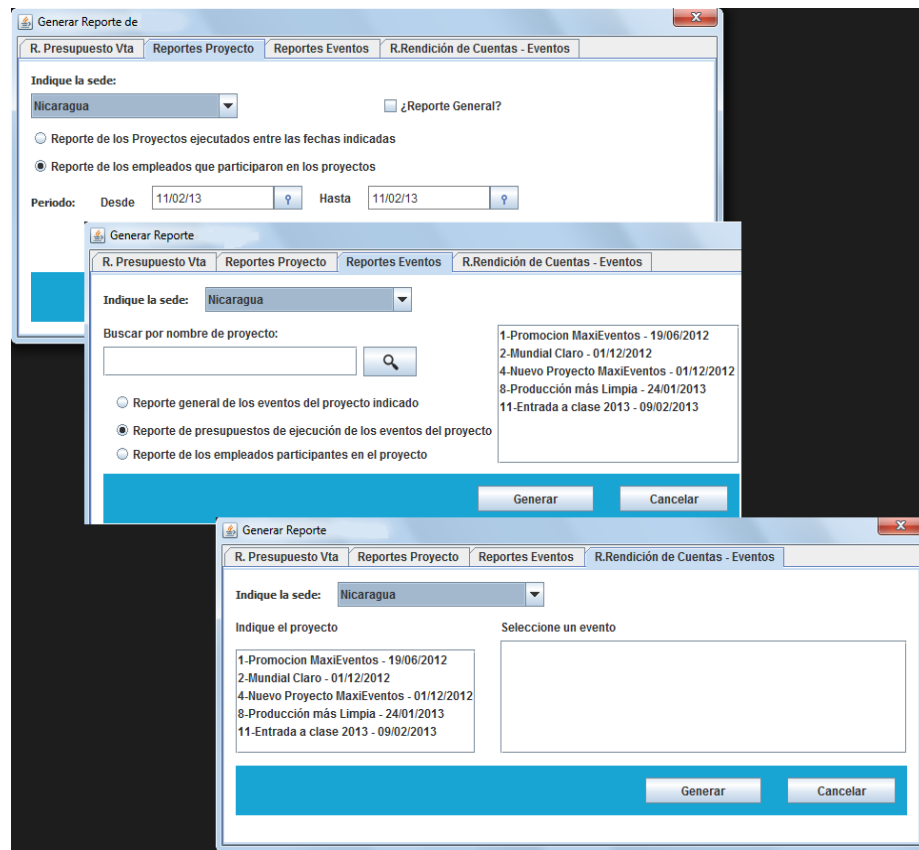 Generar Reporte de
R. Presupuesto Vta Reportes Proyecto Reportes Eventos R.Rendición de Cuentas - Eventos
Indique la sede:
Nicaragua ¿Reporte General?
Reporte de los Proyectos ejecutados entre las fechas indicadas
Reporte de los empleados que participaron en los proyectos
Periodo: Desde 11/02/13 Hasta 11/02/13
Generar Reporte
R. Presupuesto Vta Reportes Proyecto Reportes Eventos R.Rendición de Cuentas - Eventos
Indique la sede: Nicaragua
Buscar por nombre de proyecto:
1-Promocion MaxiEventos - 19/06/2012
2-Mundial Claro - 01/12/2012
4-Nuevo Proyecto MaxiEventos - 01/12/2012
8-Producción más Limpia - 24/01/2013
11-Entrada a clase 2013 - 09/02/2013
Reporte general de los eventos del proyecto indicado
Reporte de presupuestos de ejecución de los eventos del proyecto
Reporte de los empleados participantes en el proyecto
Generar Cancelar
Generar Reporte
R. Presupuesto Vta Reportes Proyecto Reportes Eventos R.Rendición de Cuentas - Eventos
Indique la sede: Nicaragua
Indique el proyecto Seleccione un evento
1-Promocion MaxiEventos - 19/06/2012
2-Mundial Claro - 01/12/2012
4-Nuevo Proyecto MaxiEventos - 01/12/2012
8-Producción más Limpia - 24/01/2013
11-Entrada a clase 2013 - 09/02/2013
Generar Cancelar